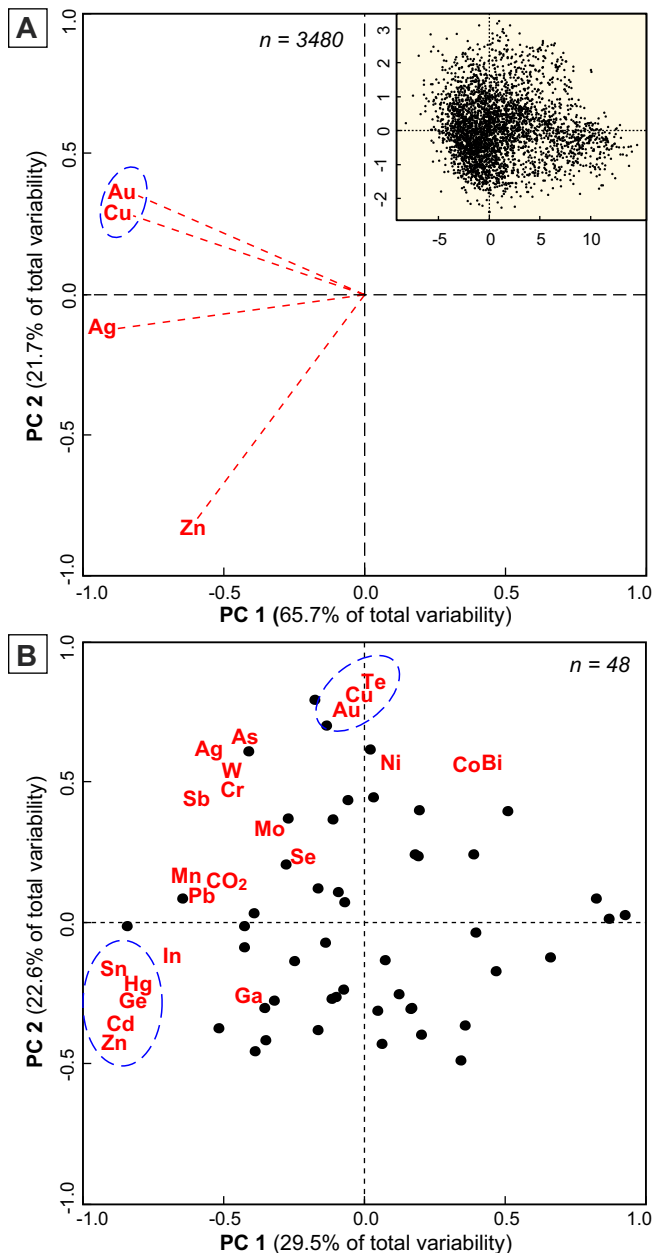 A
n = 3480
1.0
0.5
0.0
-0.5
-1.0
PC 2 (21.7% of total variability)
3
2
1
0
-1
-2
-5
0
5
10
Au
Cu
Ag
Zn
-1.0
-0.5
0.0
0.5
1.0
PC 1 (65.7% of total variability)
B
n = 48
1.0
0.5
0.0
-0.5
-1.0
PC 2 (22.6% of total variability)
Te
Cu
Au
As
Ag
W
Ni
Co
Bi
Cr
Sb
Mo
Se
Mn
CO2
Pb
In
Sn
Hg
Ge
Ga
Cd
Zn
-1.0
-0.5
0.0
0.5
1.0
PC 1 (29.5% of total variability)